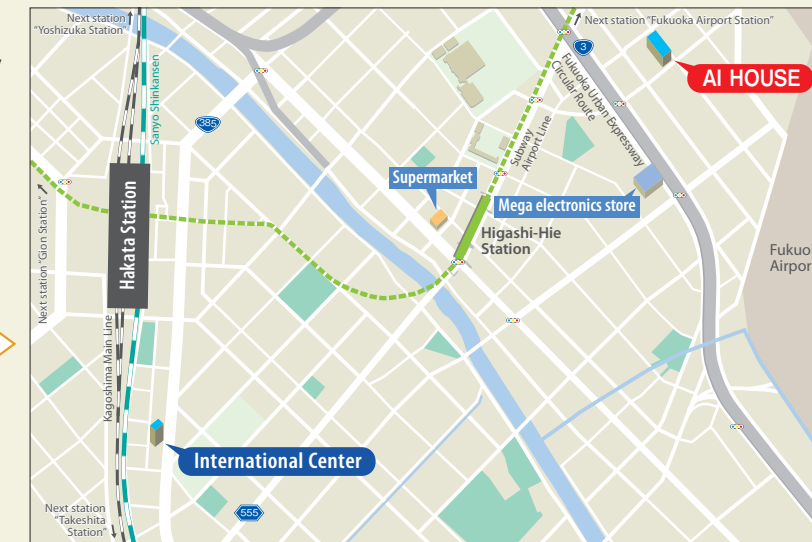 Next station
"Yoshizuka Station"
Sanyo Shinkansen
385
Next station "Fukuoka Airport Station"
3
Fukuoka Urban Expressway
Circular Route
AI HOUSE
Subway
Airport Line
Supermarket
Mega electronics store
Hakata Station
Higashi-Hie
Station
Next station "Gion Station"
Fukuo
Airpor
Kagoshima Main Line
International Center
Next station
"Takeshita
Station"
555